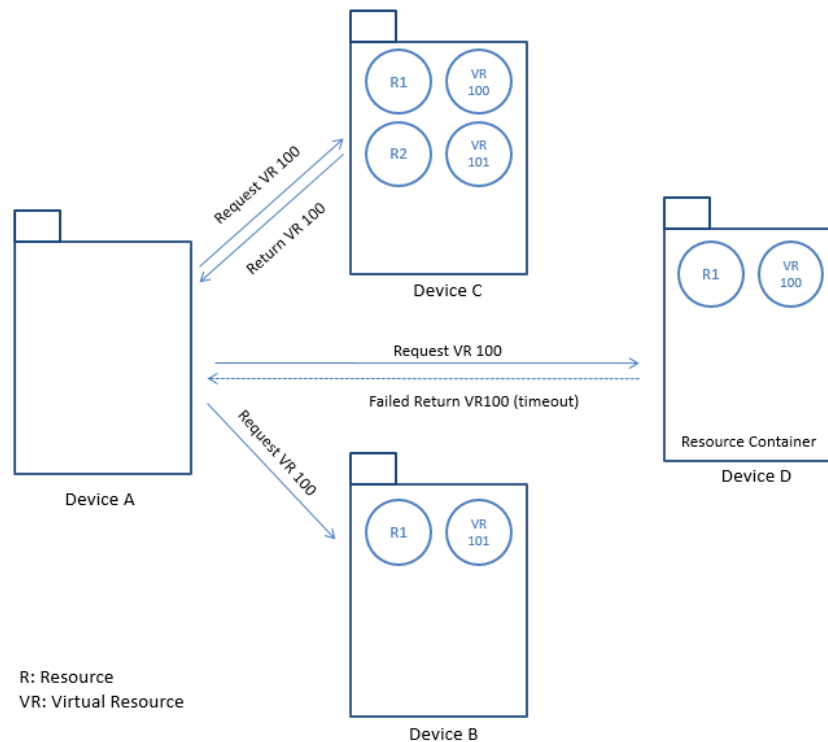 R1
VR
100
R2
VR
101
Device C
Request VR 100
Return VR 100
Device A
R1
VR
100
Resource Container
Device D
Request VR 100
Failed Return VR100 (timeout)
Request VR 100
R1
VR
101
Device B
R: Resource
VR: Virtual Resource